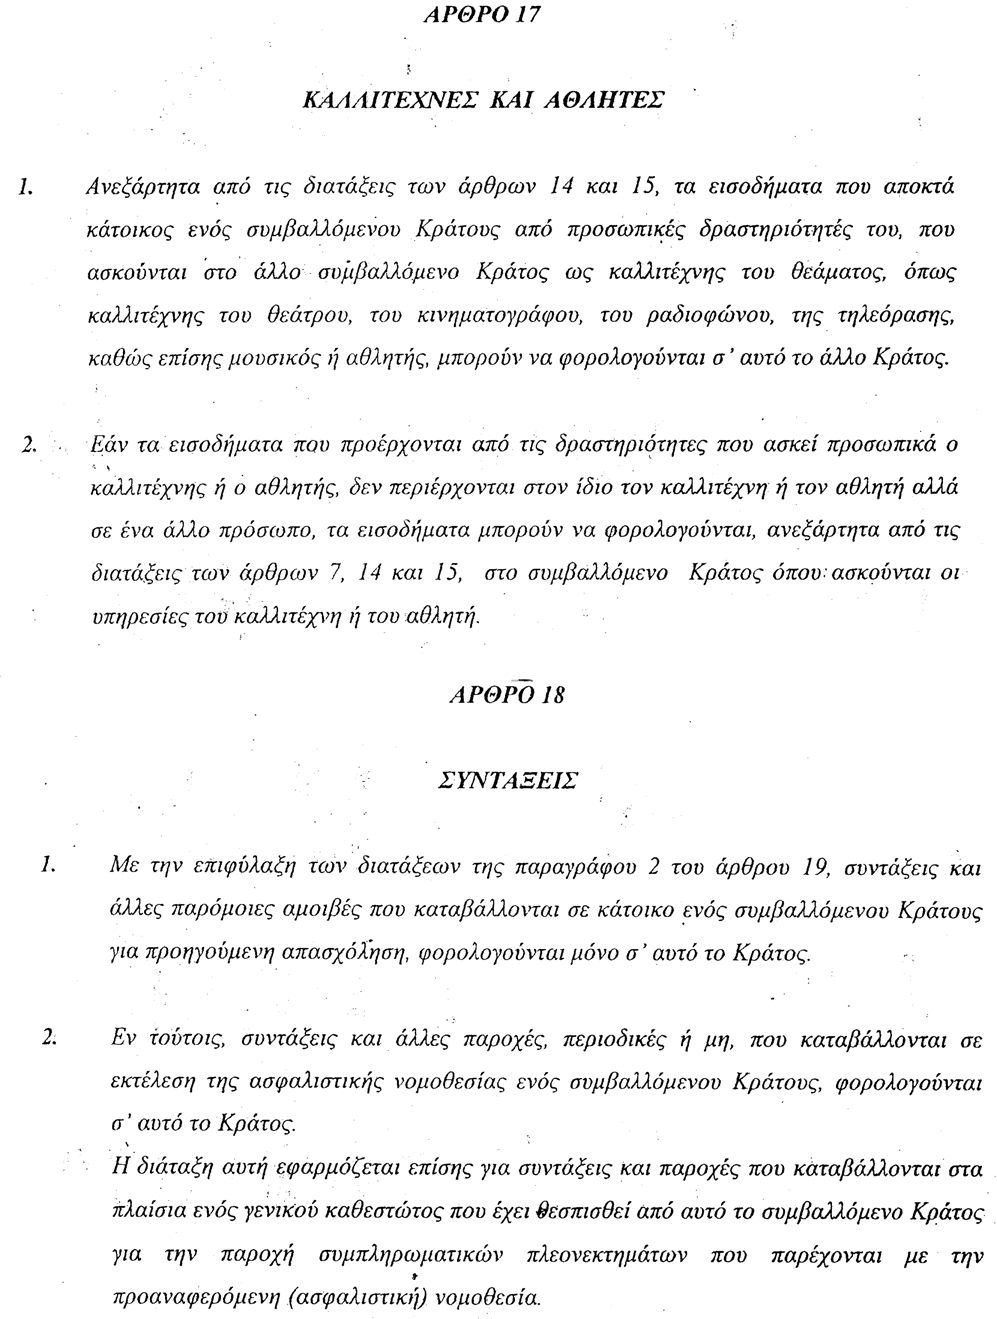 ΑΡΘΡΟ 17
ΚΑΛΛΙΤΕΧΝΕΣ ΚΑΙ ΑΘΛΗΤΕΣ
1. Ανεξάρτητα από τις διατάξεις των άρθρων 14 και 15, τα εισοδήματα που αποκτά
κάτοικος ενός συμβαλλόμενου Κράτους από προσωπικές δραστηριότητές του, που
ασκούνται στο άλλο συμβαλλόμενο Κράτος ως καλλιτέχνης του θεάματος, όπως
καλλιτέχνης του θεάτρου, του κινηματογράφου, του ραδιοφώνου, της τηλεόρασης,
καθώς επίσης μουσικός ή αθλητής, μπορούν να φορολογούνται σ' αυτό το άλλο Κράτος.
2. Εάν τα εισοδήματα που προέρχονται από τις δραστηριότητες που ασκεί προσωπικά ο
καλλιτέχνης ή ο αθλητής, δεν περιέρχονται στον ίδιο τον καλλιτέχνη ή τον αθλητή αλλά
σε ένα άλλο πρόσωπο, τα εισοδήματα μπορούν να φορολογούνται, ανεξάρτητα από τις
διατάξεις των άρθρων 7, 14 και 15, στο συμβαλλόμενο Κράτος όπου ασκούνται οι
υπηρεσίες του καλλιτέχνη ή του αθλητή.
ΑΡΘΡΟ 18
ΣΥΝΤΑΞΕΙΣ
1. Με την επιφύλαξη των διατάξεων της παραγράφου 2 του άρθρου 19, συντάξεις και
άλλες παρόμοιες αμοιβές που καταβάλλονται σε κάτοικο ενός συμβαλλόμενου Κράτους
για προηγούμενη απασχόληση, φορολογούνται μόνο σ' αυτό το Κράτος.
2. Εν τούτοις, συντάξεις και άλλες παροχές, περιοδικές ή μη, που καταβάλλονται σε
εκτέλεση της ασφαλιστικής νομοθεσίας ενός συμβαλλόμενου Κράτους, φορολογούνται
σ' αυτό το Κράτος.
Η διάταξη αυτή εφαρμόζεται επίσης για συντάξεις και παροχές που καταβάλλονται στα
πλαίσια ενός γενικού καθεστώτος που έχει θεσπισθεί από αυτό το συμβαλλόμενο Κράτος
για την παροχή συμπληρωματικών πλεονεκτημάτων που παρέχονται με την
προαναφερόμενη (ασφαλιστική) νομοθεσία.